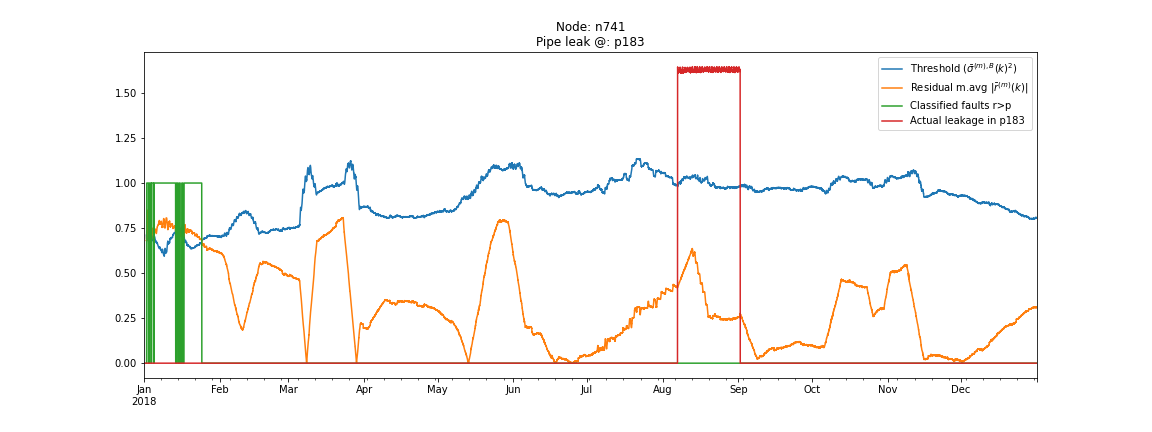 Node: n741
Pipe leak @: p183
Threshold (σ̄⁽ᵐ⁾,ᴮ(k)²)
Residual m.avg |r̄⁽ᵐ⁾(k)|
Classified faults r>p
Actual leakage in p183
1.50
1.25
1.00
0.75
0.50
0.25
0.00
Jan Feb Mar Apr May Jun Jul Aug Sep Oct Nov Dec
2018